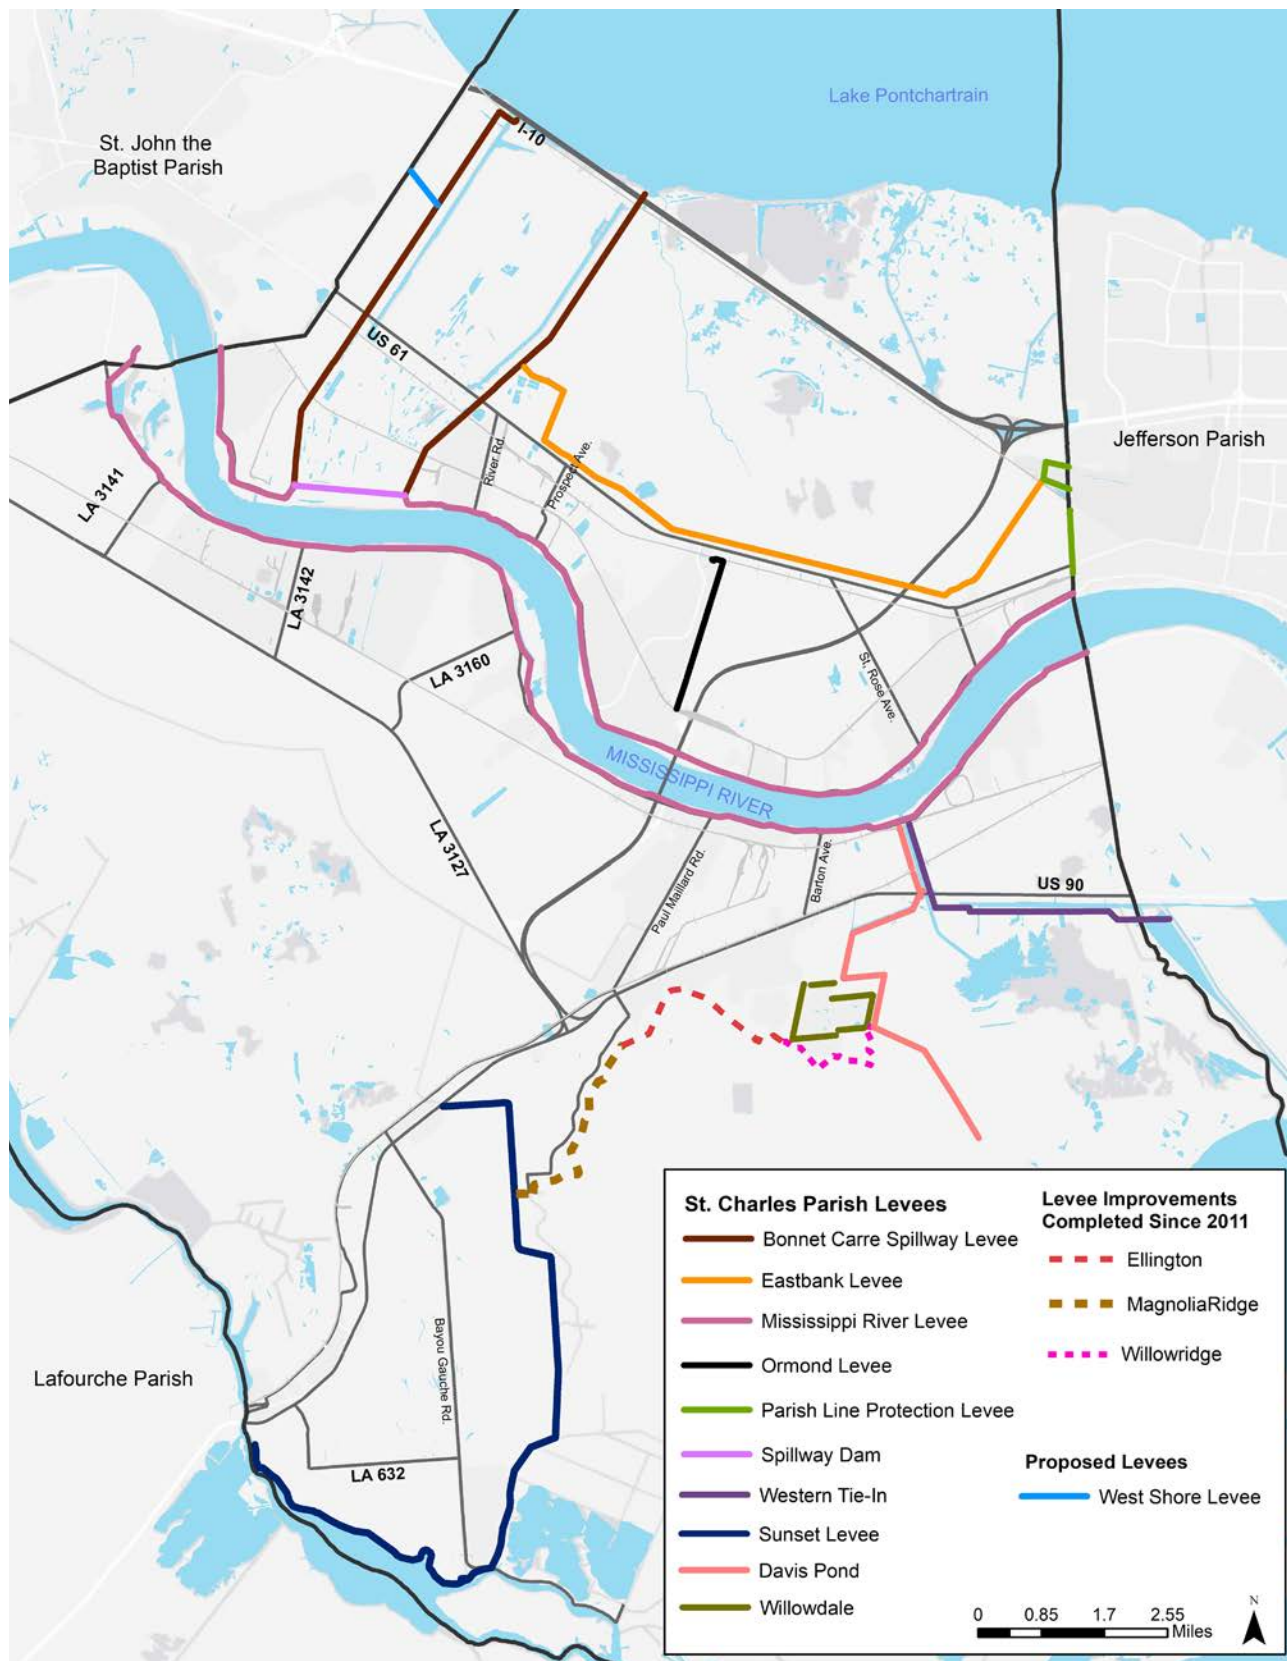 Lake Pontchartrain
I-10
St. John the
Baptist Parish
US 61
Jefferson Parish
River Rd.
Prospect Ave.
LA 3141
LA 3142
LA 3160
St. Rose Ave.
MISSISSIPPI RIVER
LA 3127
Paul Maillard Rd.
Barton Ave.
US 90
Lafourche Parish
Bayou Gauche Rd.
LA 632
St. Charles Parish Levees
Bonnet Carre Spillway Levee
Eastbank Levee
Mississippi River Levee
Ormond Levee
Parish Line Protection Levee
Spillway Dam
Western Tie-In
Sunset Levee
Davis Pond
Willowdale
Levee Improvements
Completed Since 2011
Ellington
MagnoliaRidge
Willowridge
Proposed Levees
West Shore Levee
0 0.85 1.7 2.55
Miles
N